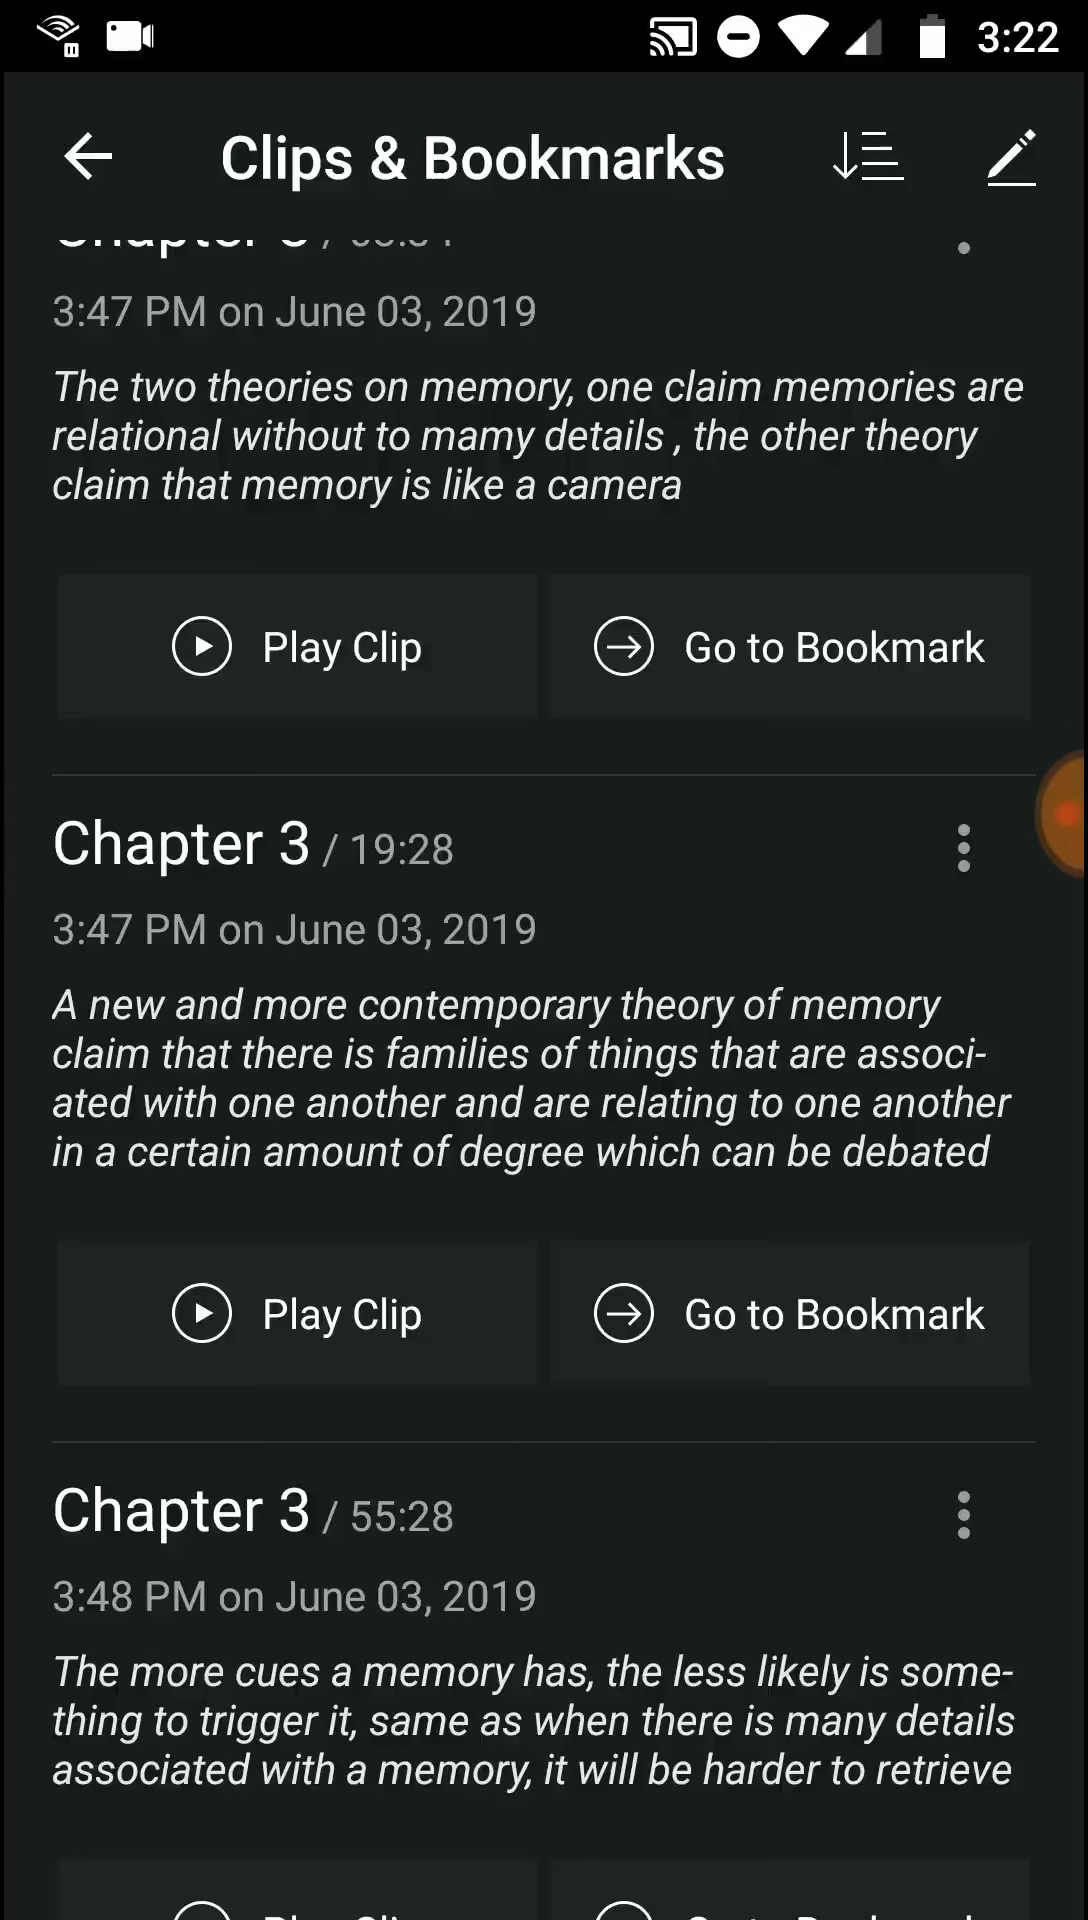 3:22
Clips & Bookmarks
Chapter
3:47 PM on June 03, 2019
The two theories on memory, one claim memories are
relational without to mamy details , the other theory
claim that memory is like a camera
Play Clip
Go to Bookmark
Chapter 3 / 19:28
3:47 PM on June 03, 2019
A new and more contemporary theory of memory
claim that there is families of things that are associ-
ated with one another and are relating to one another
in a certain amount of degree which can be debated
Play Clip
Go to Bookmark
Chapter 3 / 55:28
3:48 PM on June 03, 2019
The more cues a memory has, the less likely is some-
thing to trigger it, same as when there is many details
associated with a memory, it will be harder to retrieve
Play Clip
Go to Bookmark